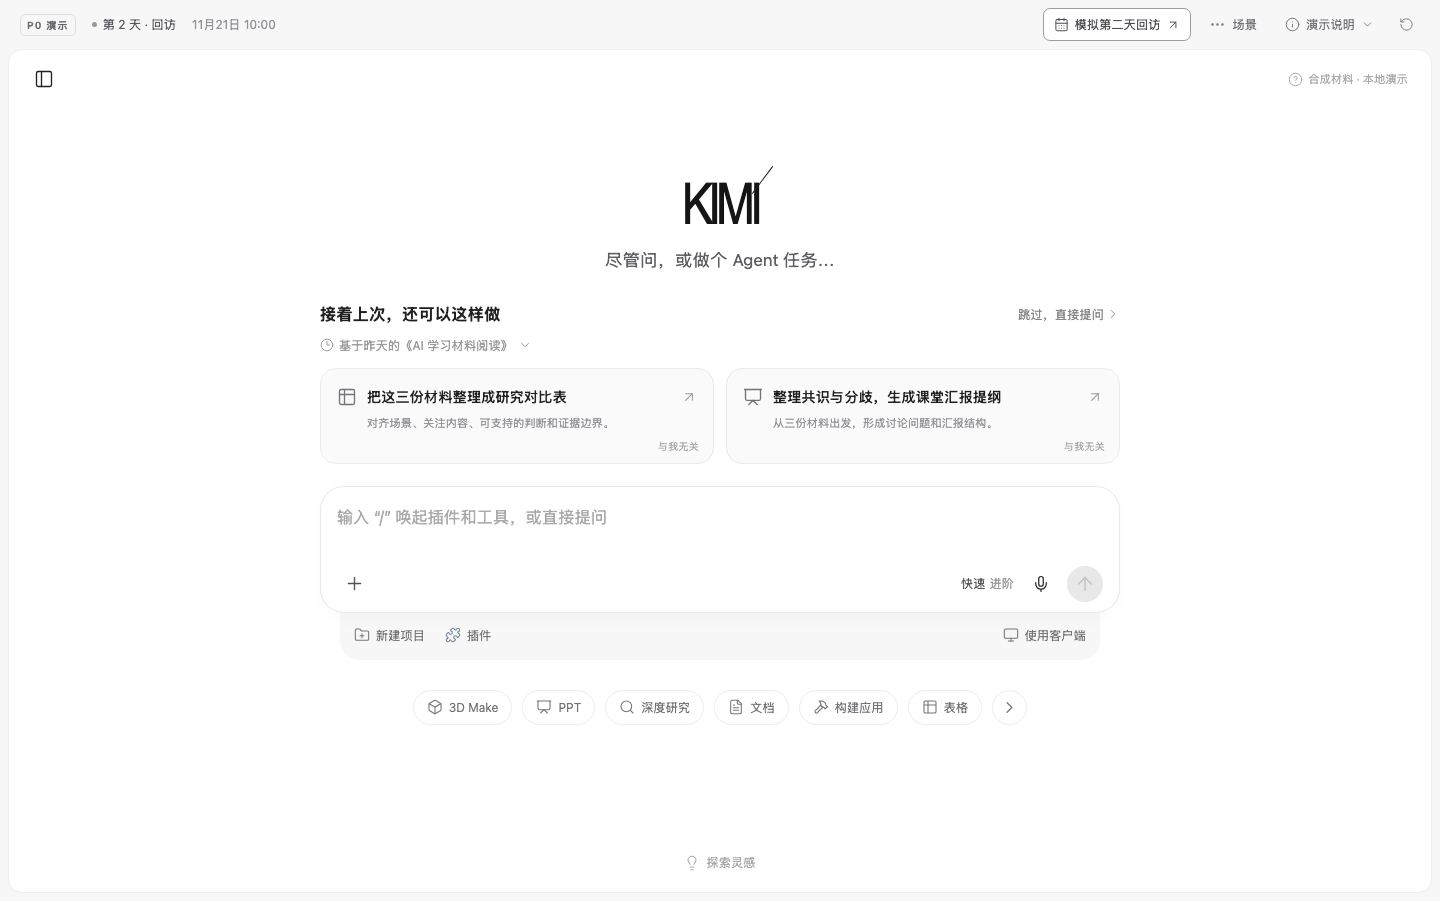 P0 演示
第 2 天 · 回访
11月21日 10:00
模拟第二天回访
场景
演示说明
合成材料 · 本地演示
KIMI
尽管问，或做个 Agent 任务...
接着上次，还可以这样做
跳过，直接提问
基于昨天的《AI 学习材料阅读》
把这三份材料整理成研究对比表
对齐场景、关注内容、可支持的判断和证据边界。
与我无关
整理共识与分歧，生成课堂汇报提纲
从三份材料出发，形成讨论问题和汇报结构。
与我无关
输入 “/” 唤起插件和工具，或直接提问
快速 进阶
新建项目
插件
使用客户端
3D Make
PPT
深度研究
文档
构建应用
表格
探索灵感